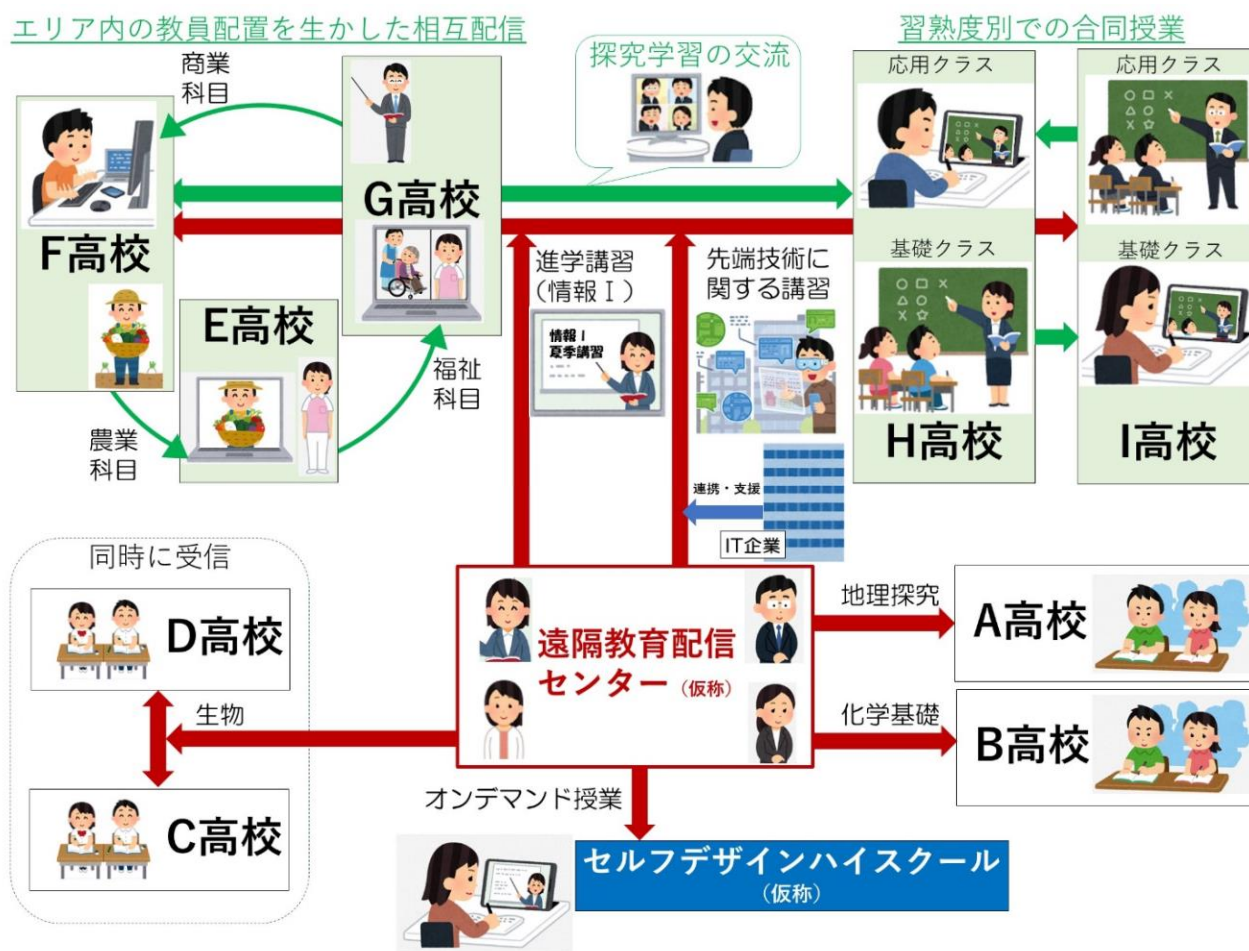 エリア内の教員配置を生かした相互配信
商業
科目
F高校
G高校
E高校
農業
科目
福祉
科目
探究学習の交流
習熟度別での合同授業
応用クラス
基礎クラス
H高校
応用クラス
基礎クラス
I高校
進学講習
(情報Ⅰ)
情報Ⅰ
夏季講習
先端技術に
関する講習
連携・支援
IT企業
同時に受信
D高校
C高校
生物
遠隔教育配信
センター(仮称)
地理探究
A高校
化学基礎
B高校
オンデマンド授業
セルフデザインハイスクール
(仮称)